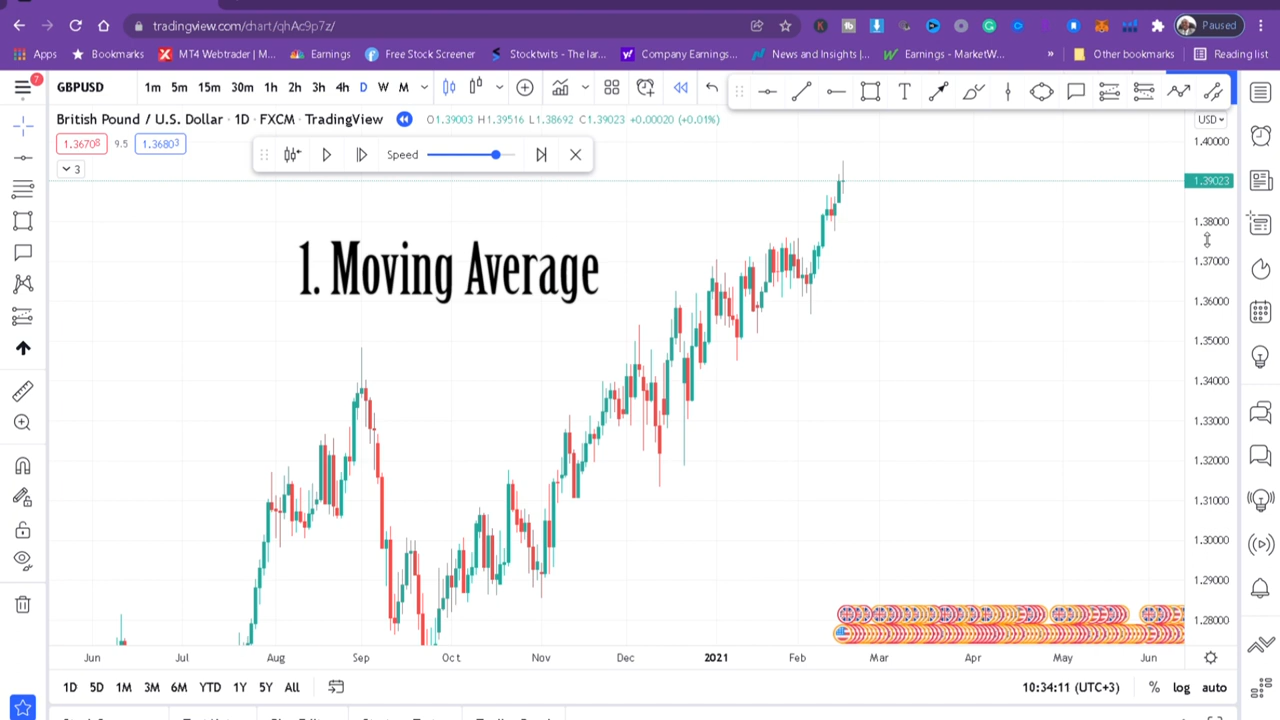 tradingview.com/chart/qhAc9p7z/
Paused
Apps
Bookmarks
MT4 Webtrader | M...
Earnings
Free Stock Screener
Stocktwits - The lar...
Company Earnings...
News and Insights |...
Earnings - MarketW...
»
Other bookmarks
Reading list
7
GBPUSD
1m 5m 15m 30m 1h 2h 3h 4h D W M
British Pound / U.S. Dollar · 1D · FXCM · TradingView
O1.39003 H1.39516 L1.38692 C1.39023 +0.00020 (+0.01%)
USD
1.36708 9.5 1.36803
3
Speed
1. Moving Average
1.40000
1.39023
1.38000
1.37000
1.36000
1.35000
1.34000
1.33000
1.32000
1.31000
1.30000
1.29000
1.28000
Jun Jul Aug Sep Oct Nov Dec 2021 Feb Mar Apr May Jun
1D 5D 1M 3M 6M YTD 1Y 5Y All
10:34:11 (UTC+3) % log auto